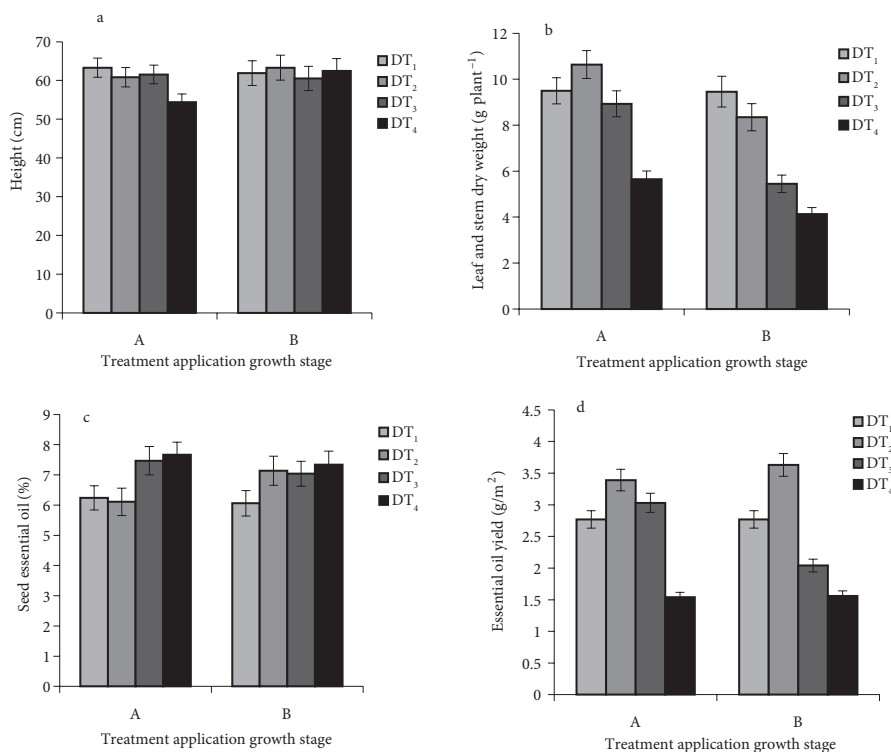 a
70
60
50
40
30
20
10
0
Height (cm)
A
B
Treatment application growth stage
DT₁
DT₂
DT₃
DT₄
b
12
10
8
6
4
2
0
Leaf and stem dry weight (g plant⁻¹)
A
B
Treatment application growth stage
DT₁
DT₂
DT₃
DT₄
c
9
8
7
6
5
4
3
2
1
0
Seed essential oil (%)
A
B
Treatment application growth stage
DT₁
DT₂
DT₃
DT₄
d
4.5
4
3.5
3
2.5
2
1.5
1
0.5
0
Essential oil yield (g/m²)
A
B
Treatment application growth stage
DT₁
DT₂
DT₃
DT₄